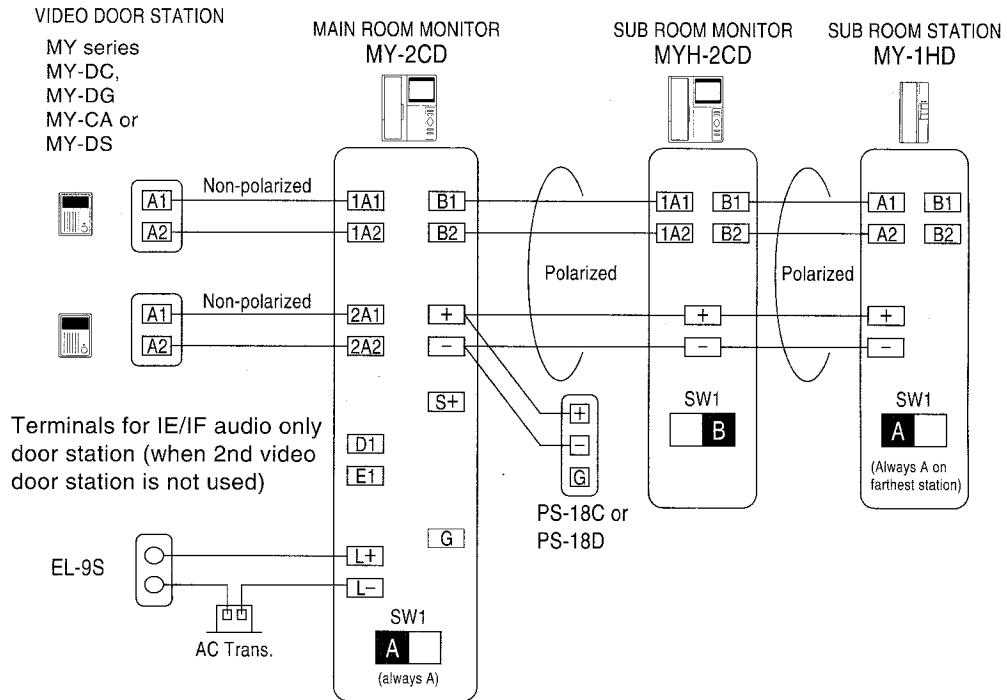 VIDEO DOOR STATION
MY series
MY-DC,
MY-DG
MY-CA or
MY-DS
MAIN ROOM MONITOR
MY-2CD
SUB ROOM MONITOR
MYH-2CD
SUB ROOM STATION
MY-1HD
A1
Non-polarized
1A1
B1
1A1
B1
A1
B1
A2
1A2
B2
1A2
B2
A2
B2
Polarized
Polarized
A1
Non-polarized
2A1
+
+
+
A2
2A2
−
−
−
S+
Terminals for IE/IF audio only
door station (when 2nd video
door station is not used)
D1
E1
+
−
G
PS-18C or
PS-18D
SW1
B
SW1
A
(Always A on
farthest station)
G
EL-9S
L+
L−
AC Trans.
SW1
A
(always A)